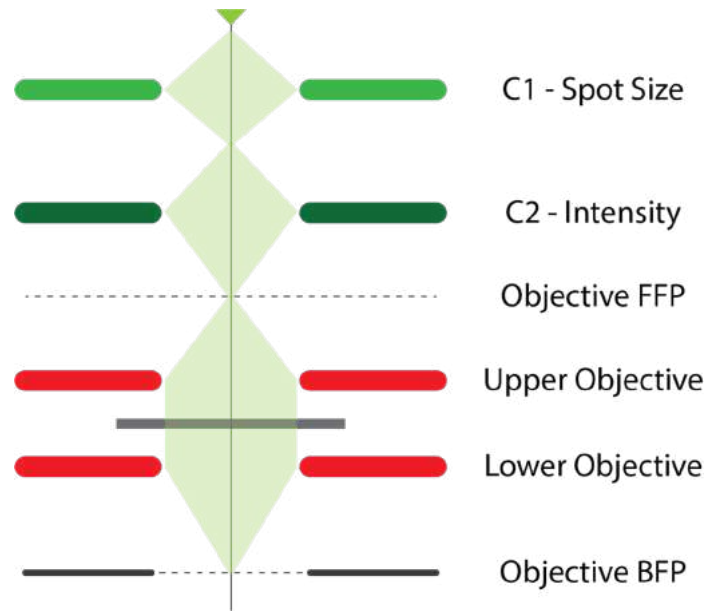 C1 - Spot Size
C2 - Intensity
Objective FFP
Upper Objective
Lower Objective
Objective BFP